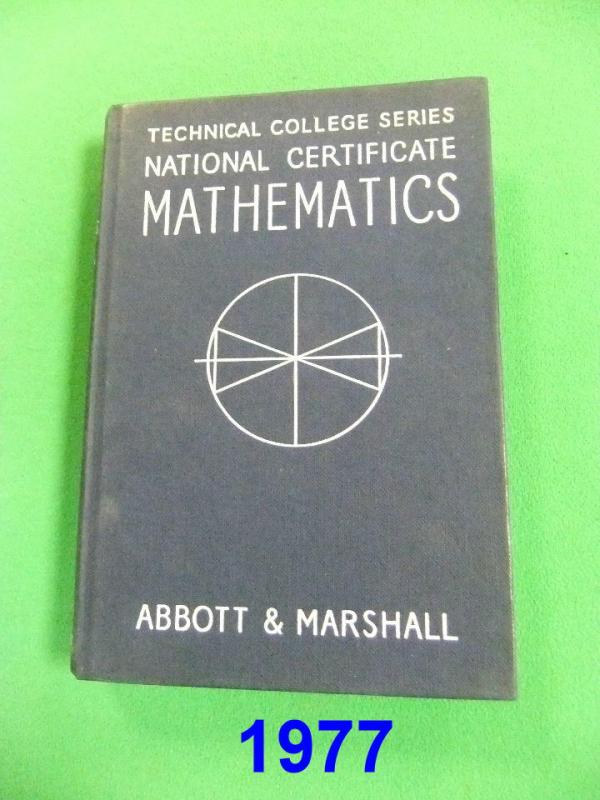 TECHNICAL COLLEGE SERIES
NATIONAL CERTIFICATE
MATHEMATICS
ABBOTT & MARSHALL
1977